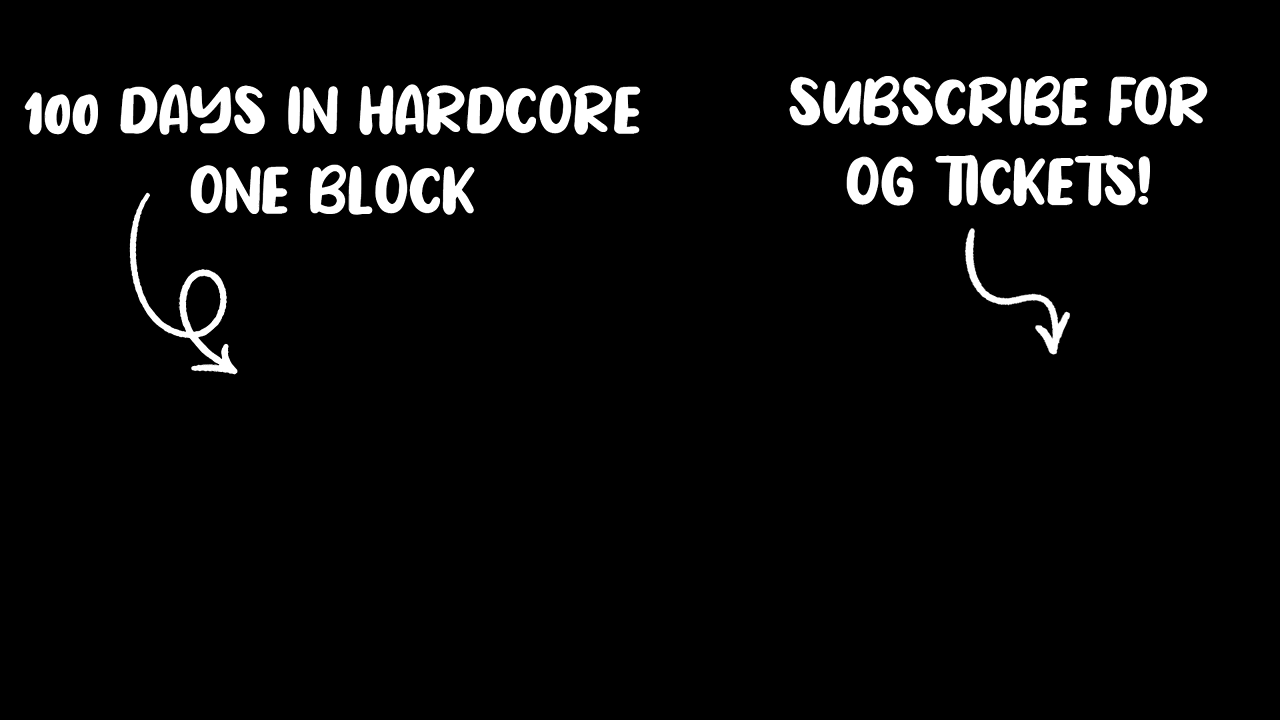 100 DAYS IN HARDCORE
ONE BLOCK
SUBSCRIBE FOR
OG TICKETS!